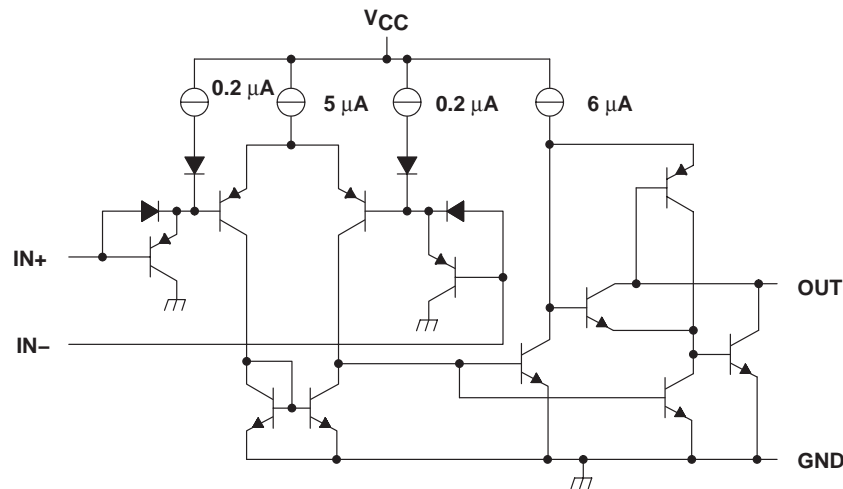 VCC
0.2 μA
5 μA
0.2 μA
6 μA
IN+
OUT
IN−
GND